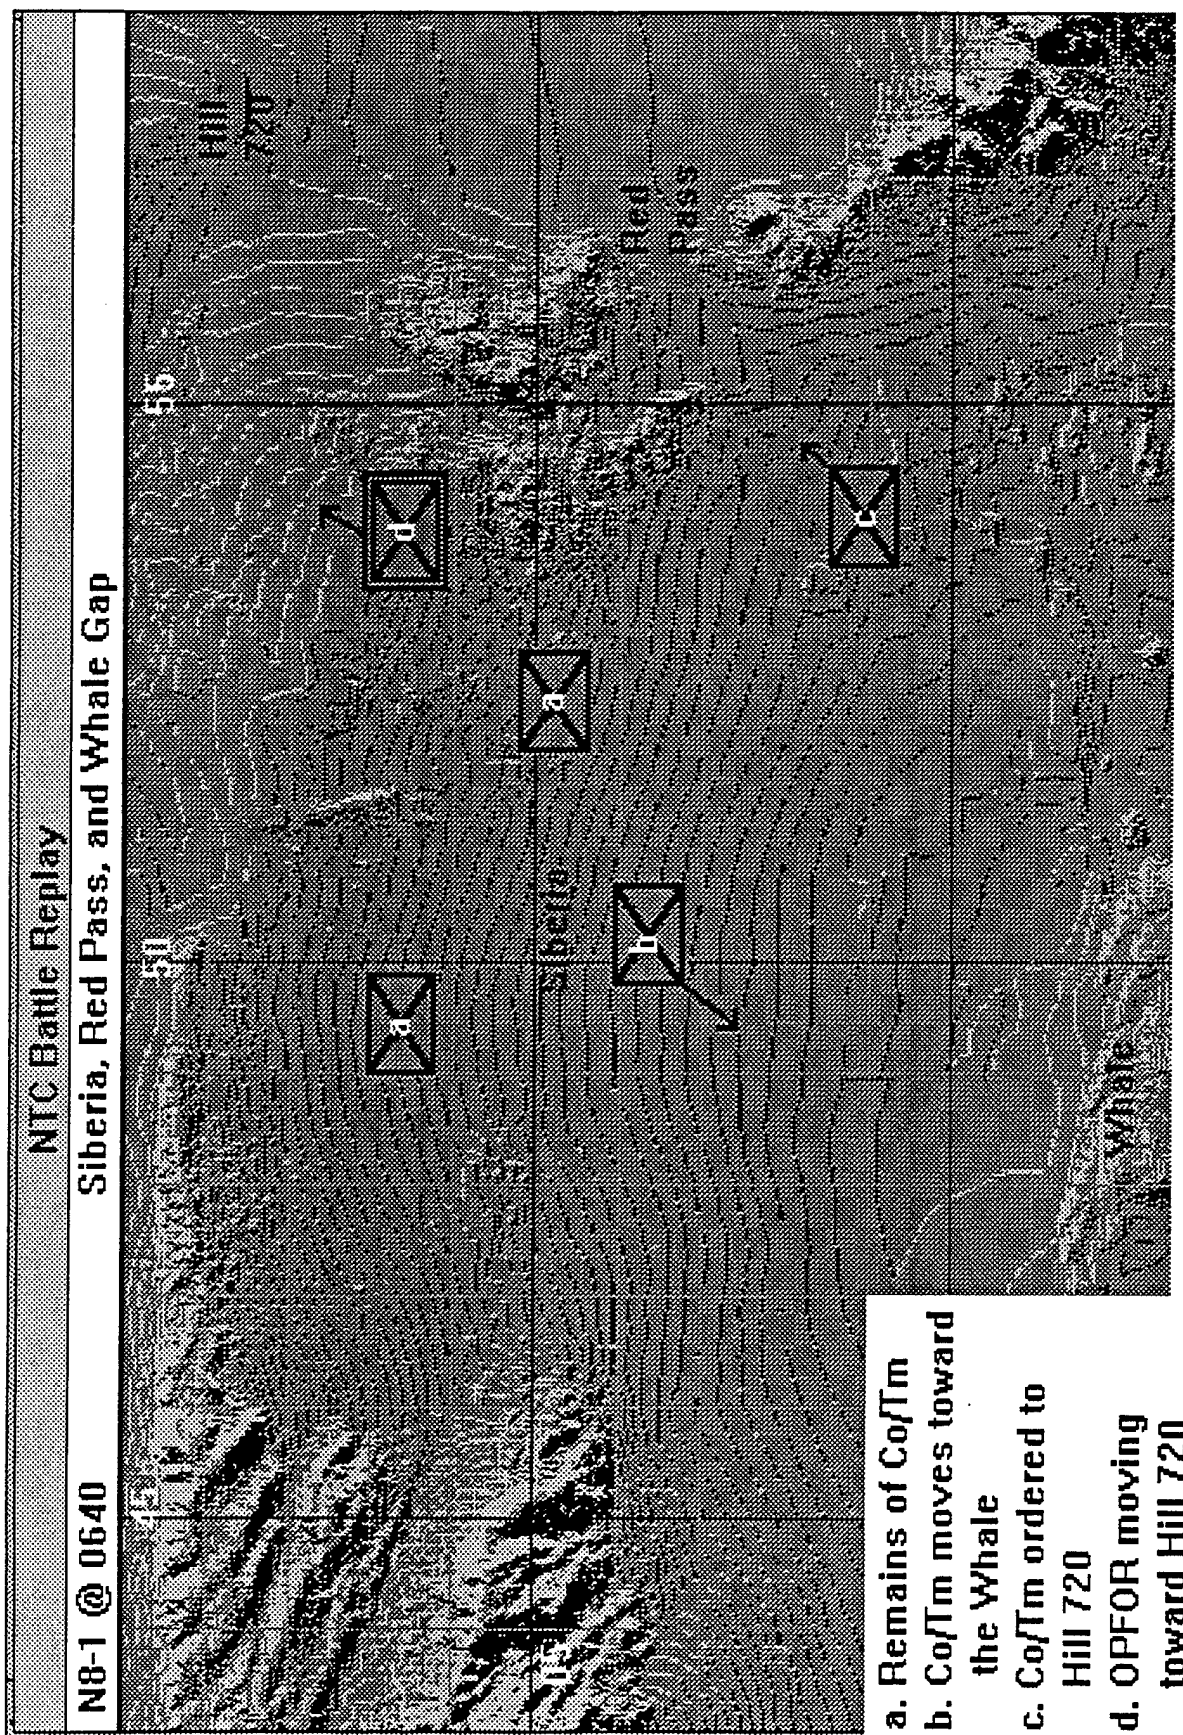 NTC Battle Replay
Siberia, Red Pass, and Whale Gap
NB-1 @ 0640
45
50
55
Hill
720
Red
Pass
Siberia
Whale
a
a
b
c
d
a. Remains of Co/Tm
b. Co/Tm moves toward
the Whale
c. Co/Tm ordered to
Hill 720
d. OPFOR moving
toward Hill 720